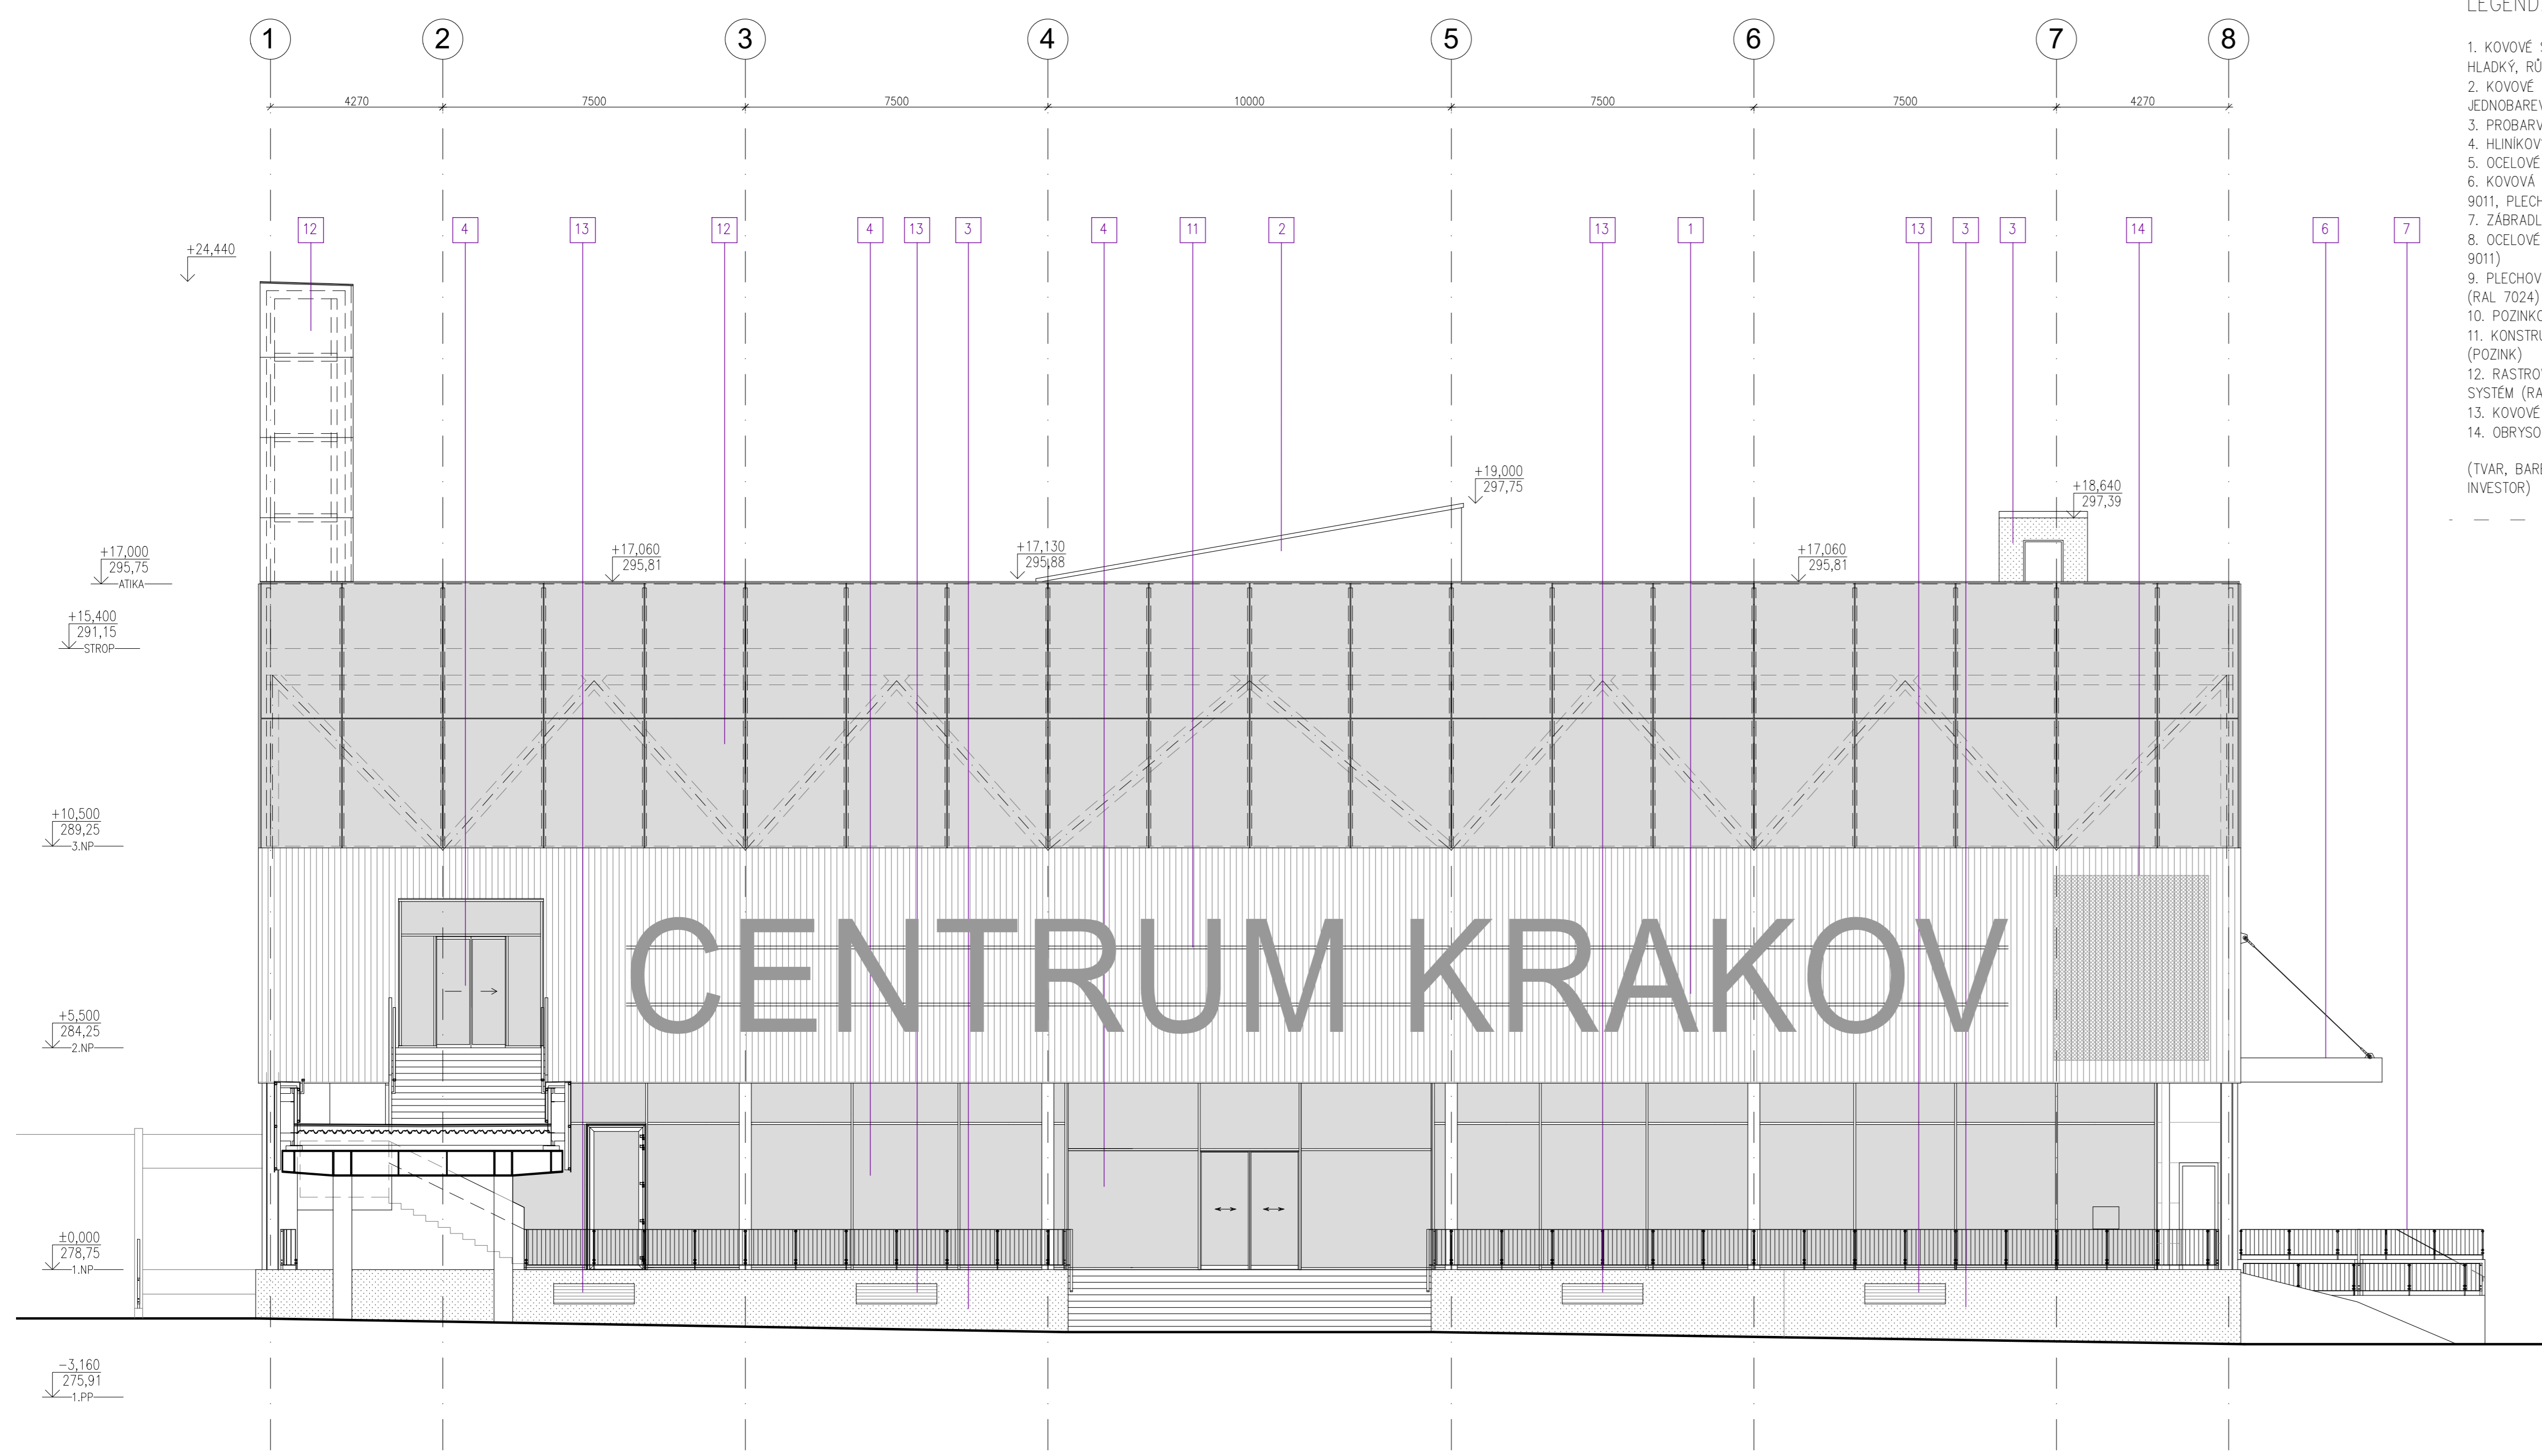 1 2 3 4 5 6 7 8
4270 7500 7500 10000 7500 7500 4270
12 4 13 12 4 13 3 4 11 2 13 1 13 3 3 14 6 7
+24,440
+19,000
297,75
+18,640
297,39
+17,000
295,75
ATIKA
+17,060
295,81
+17,130
295,88
+17,060
295,81
+15,400
291,15
STROP
+10,500
289,25
3.NP
CENTRUM KRAKOV
+5,500
284,25
2.NP
±0,000
278,75
1.NP
-3,160
275,91
1.PP
1. KOVOVÉ
HLADKÝ,
2. KOVOVÉ
JEDNOBAREV
3. PROBARV
4. HLINÍKOV
5. OCELOVÉ
6. KOVOVÁ
9011, PLECH
7. ZÁBRADL
8. OCELOVÉ
9011)
9. PLECHOV
(RAL 7024)
10. POZINKO
11. KONSTRU
(POZINK)
12. RASTROV
SYSTÉM (RA
13. KOVOVÉ
14. OBRYSO
(TVAR, BAR
INVESTOR)